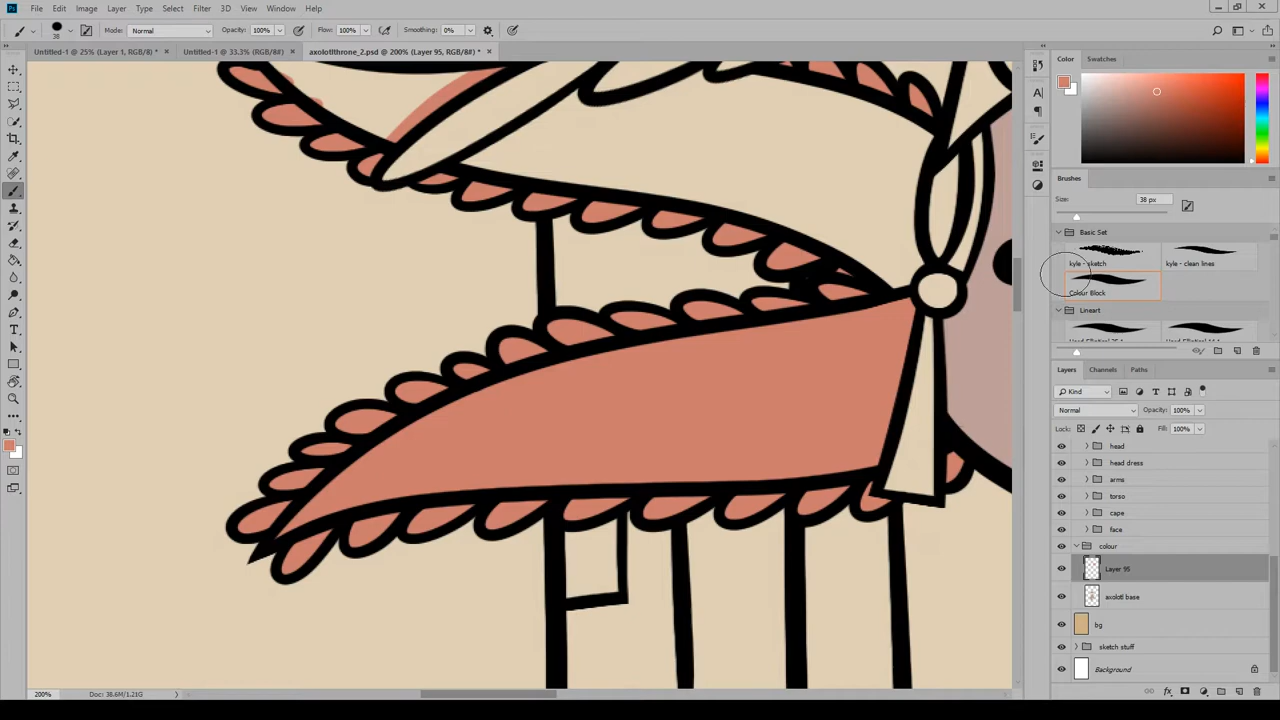 Ps File Edit Image Layer Type Select Filter 3D View Window Help
38 Mode: Normal Opacity: 100% Flow: 100% Smoothing: 0%
Untitled-1 @ 25% (Layer 1, RGB/8) * × Untitled-1 @ 33.3% (RGB/8#) × axolotlthrone_2.psd @ 200% (Layer 95, RGB/8#) * ×
Color Swatches
Brushes
Size: 38 px
Basic Set
kyle - sketch kyle - clean lines
Colour Block
Lineart
Layers Channels Paths
Kind
Normal Opacity: 100%
Lock: Fill: 100%
head
head dress
arms
torso
cape
face
colour
Layer 95
axolotl base
bg
sketch stuff
Background
200% Doc: 38.6M/1.21G